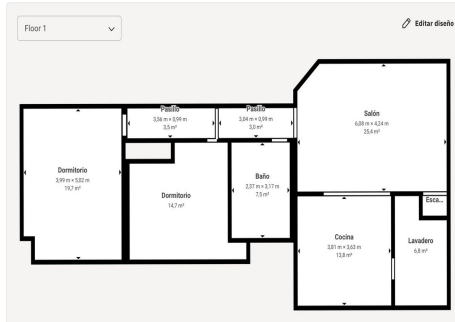 Floor 1
Editar diseño
Pasillo
3,56 m × 0,99 m
3,5 m²
Pasillo
3,04 m × 0,99 m
3,0 m²
Salón
6,08 m × 4,24 m
25,4 m²
Dormitorio
3,99 m × 5,02 m
19,7 m²
Dormitorio
14,7 m²
Baño
2,37 m × 3,17 m
7,5 m²
Esca...
Cocina
3,81 m × 3,63 m
13,8 m²
Lavadero
6,8 m²